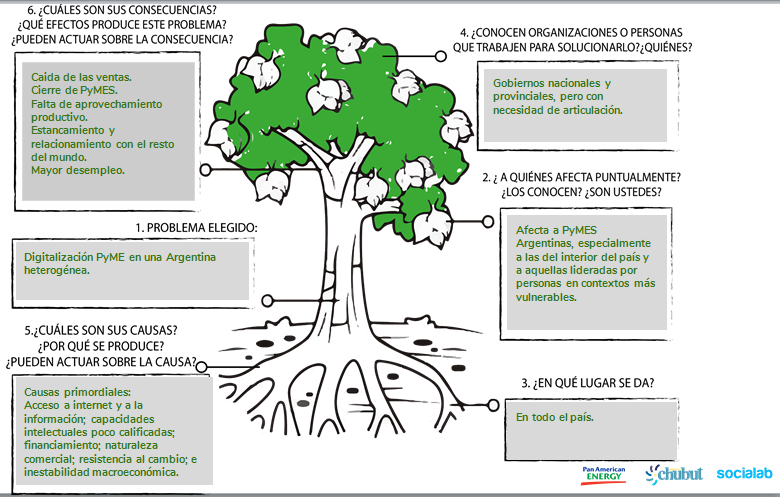 6. ¿CUÁLES SON SUS CONSECUENCIAS?
¿QUÉ EFECTOS PRODUCE ESTE PROBLEMA?
¿PUEDEN ACTUAR SOBRE LA CONSECUENCIA?
Caida de las ventas.
Cierre de PyMES.
Falta de aprovechamiento
productivo.
Estancamiento y
relacionamiento con el resto
del mundo.
Mayor desempleo.
4. ¿CONOCEN ORGANIZACIONES O PERSONAS
QUE TRABAJEN PARA SOLUCIONARLO?¿QUIÉNES?
Gobiernos nacionales y
provinciales, pero con
necesidad de articulación.
2. ¿ A QUIÉNES AFECTA PUNTUALMENTE?
¿LOS CONOCEN? ¿SON USTEDES?
Afecta a PyMES
Argentinas, especialmente
a las del interior del país y
a aquellas lideradas por
personas en contextos más
vulnerables.
1. PROBLEMA ELEGIDO:
Digitalización PyME en una Argentina
heterogénea.
5.¿CUÁLES SON SUS CAUSAS?
¿POR QUÉ SE PRODUCE?
¿PUEDEN ACTUAR SOBRE LA CAUSA?
Causas primordiales:
Acceso a internet y a la
información; capacidades
intelectuales poco calificadas;
financiamiento; naturaleza
comercial; resistencia al cambio; e
inestabilidad macroeconómica.
3. ¿EN QUÉ LUGAR SE DA?
En todo el país.
Pan American
ENERGY
chubut
socialab